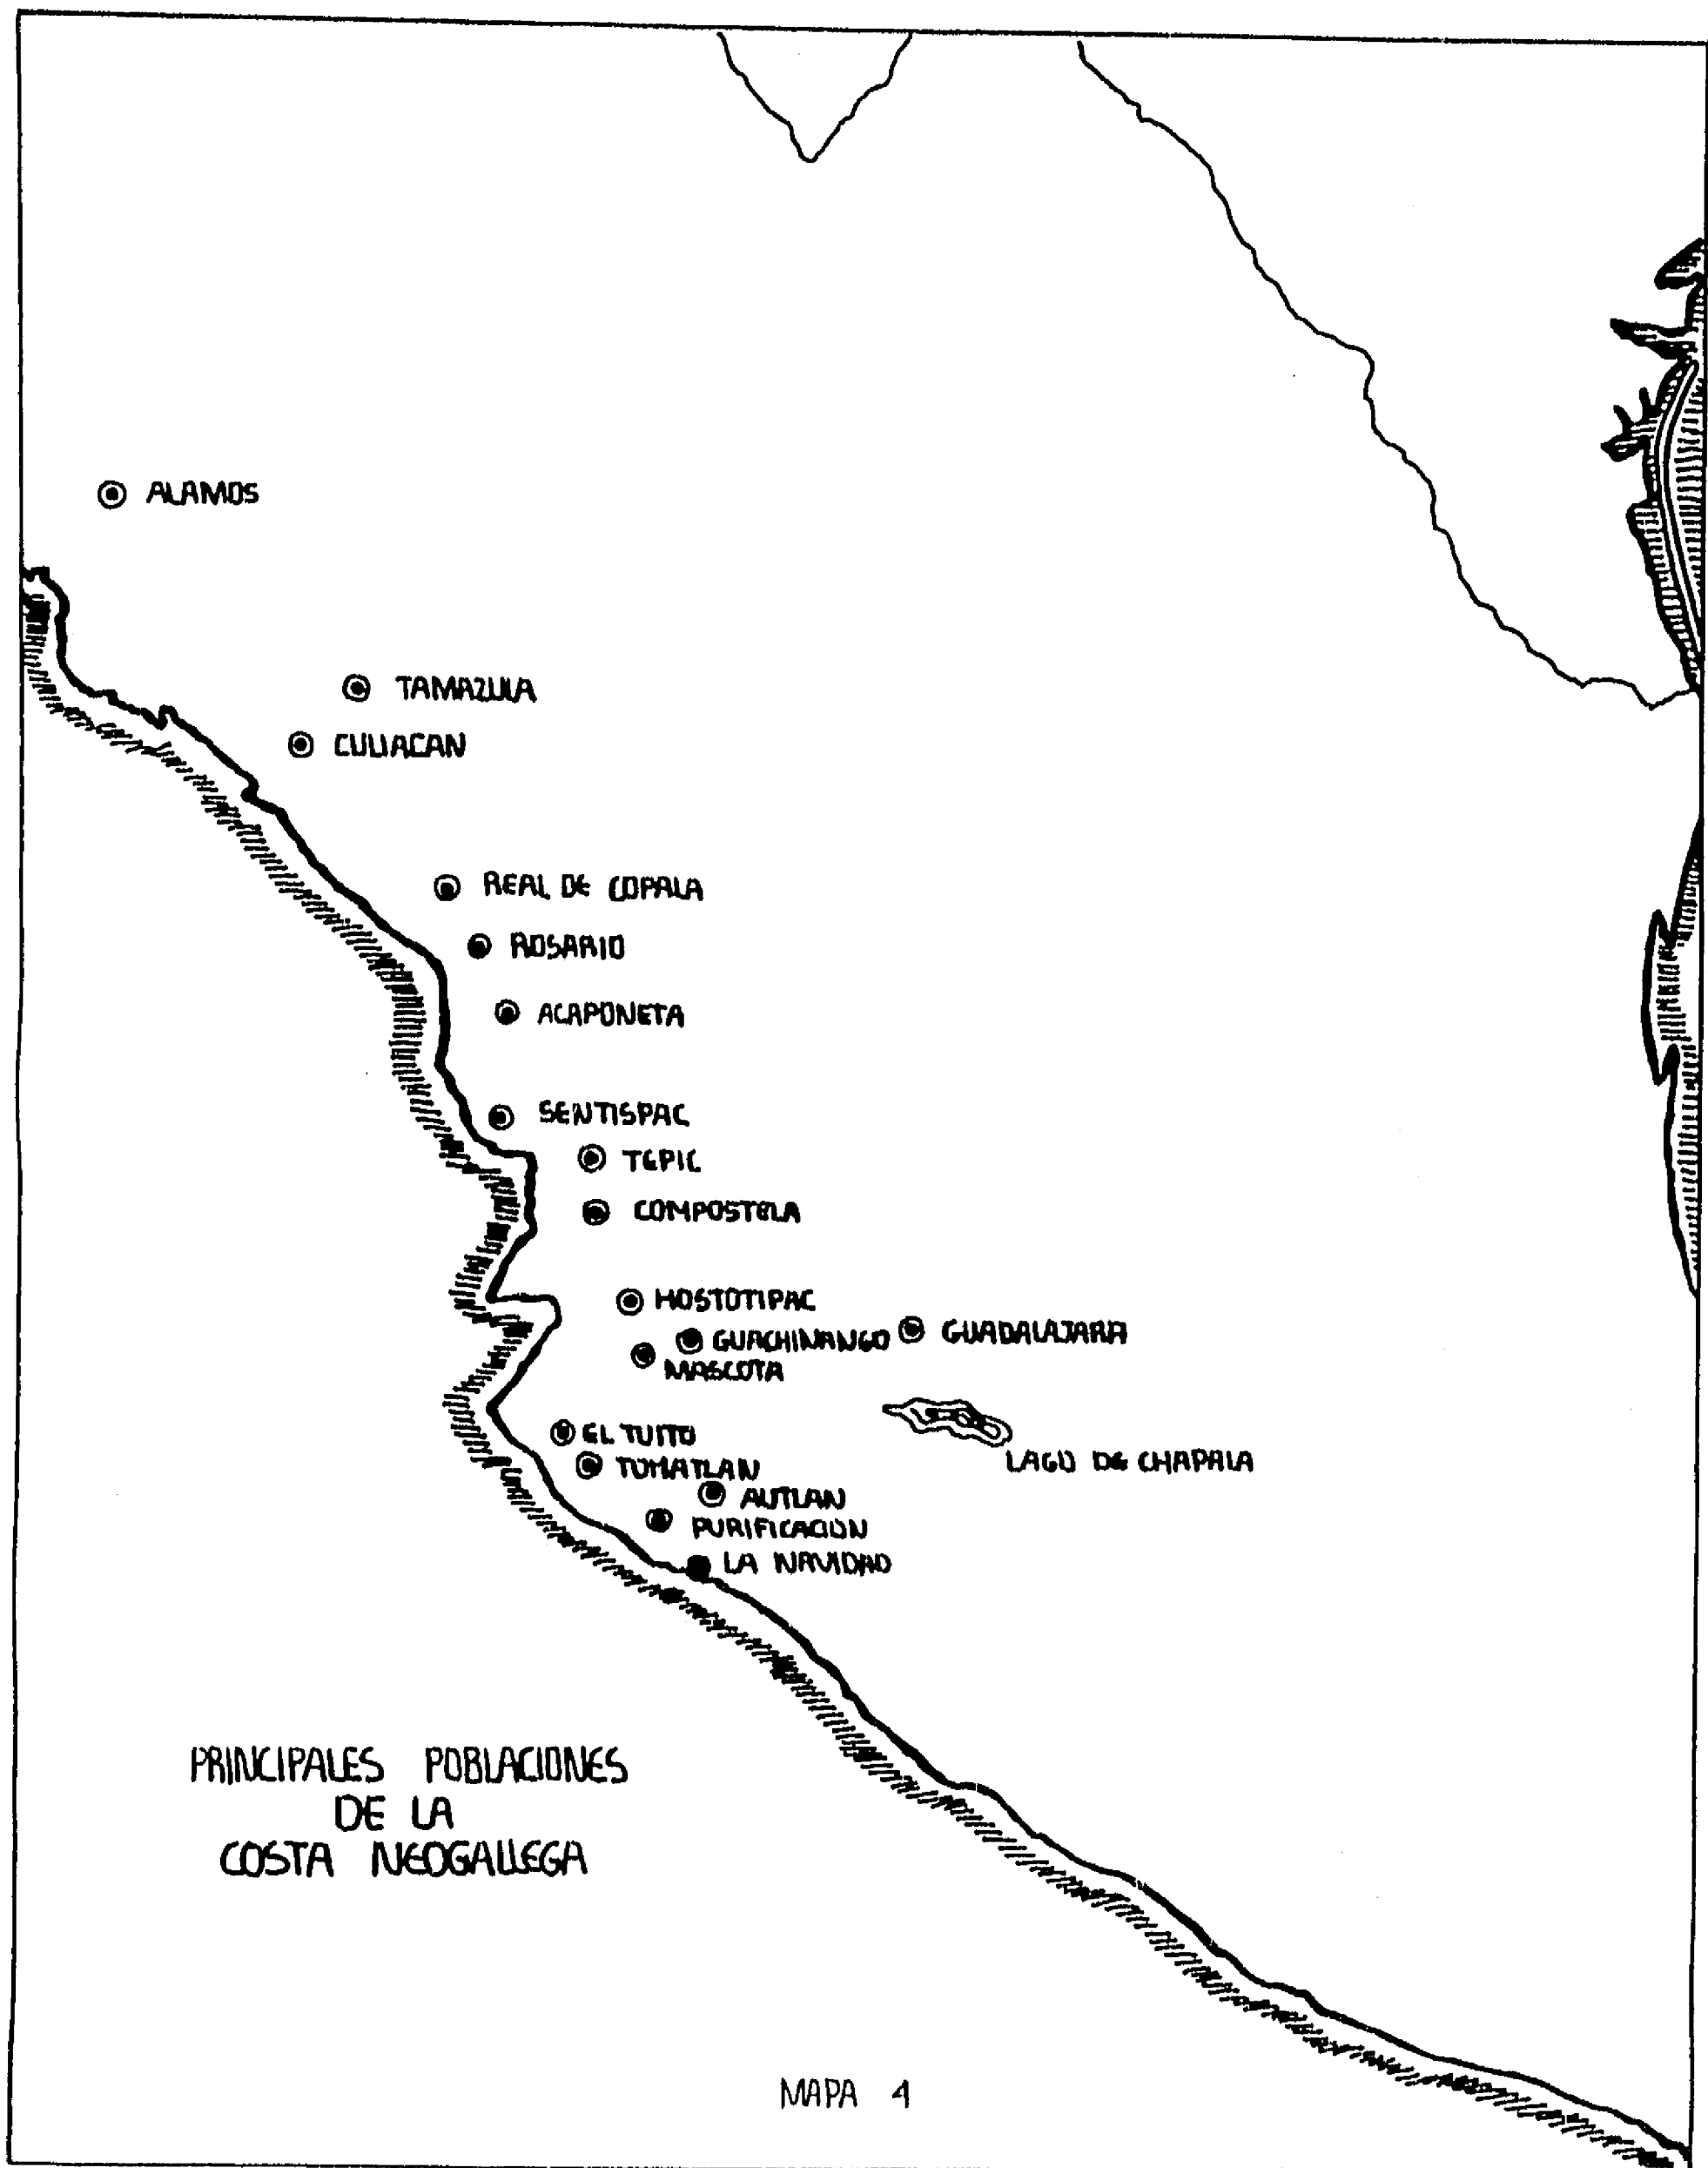 ALAMOS
TAMAZULA
CULIACAN
REAL DE COPALA
ROSARIO
ACAPONETA
SENTISPAC
TEPIC
COMPOSTELA
HOSTOTIPAC
GUACHINANGO
GUADALAJARA
MASCOTA
EL TUITO
LAGO DE CHAPALA
TOMATLAN
AUTLAN
PURIFICACION
LA NAVIDAD
PRINCIPALES POBLACIONES
DE LA
COSTA NEOGALLEGA
MAPA 4